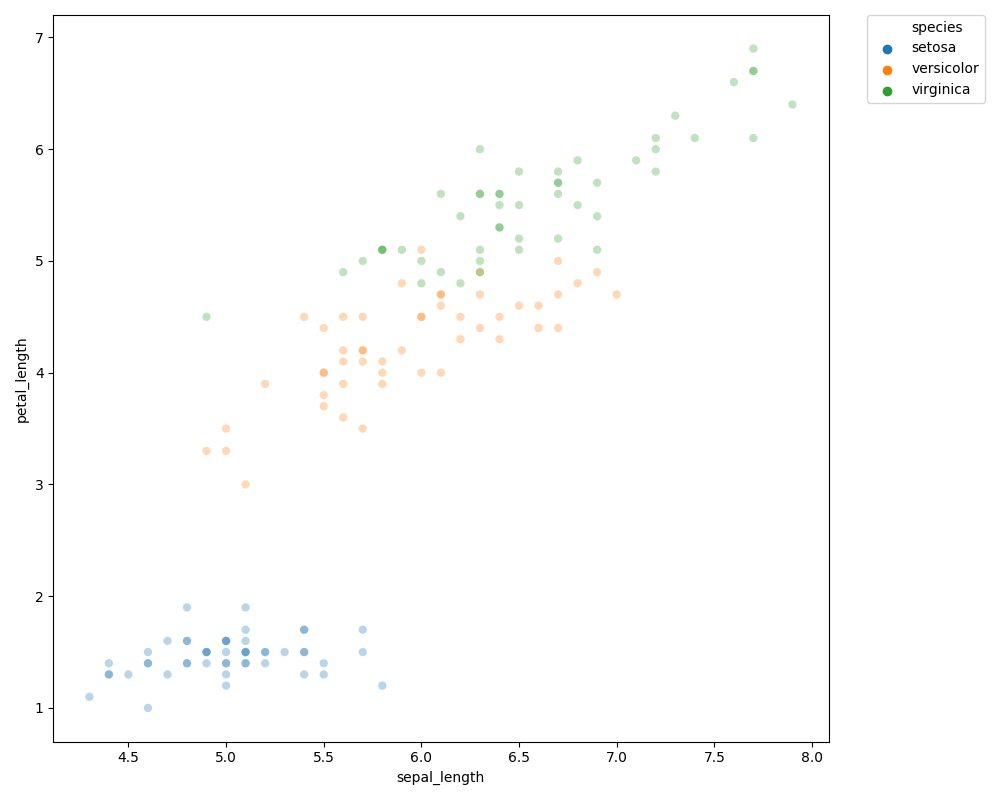 species
setosa
versicolor
virginica
7
6
5
4
3
2
1
petal_length
4.5 5.0 5.5 6.0 6.5 7.0 7.5 8.0
sepal_length